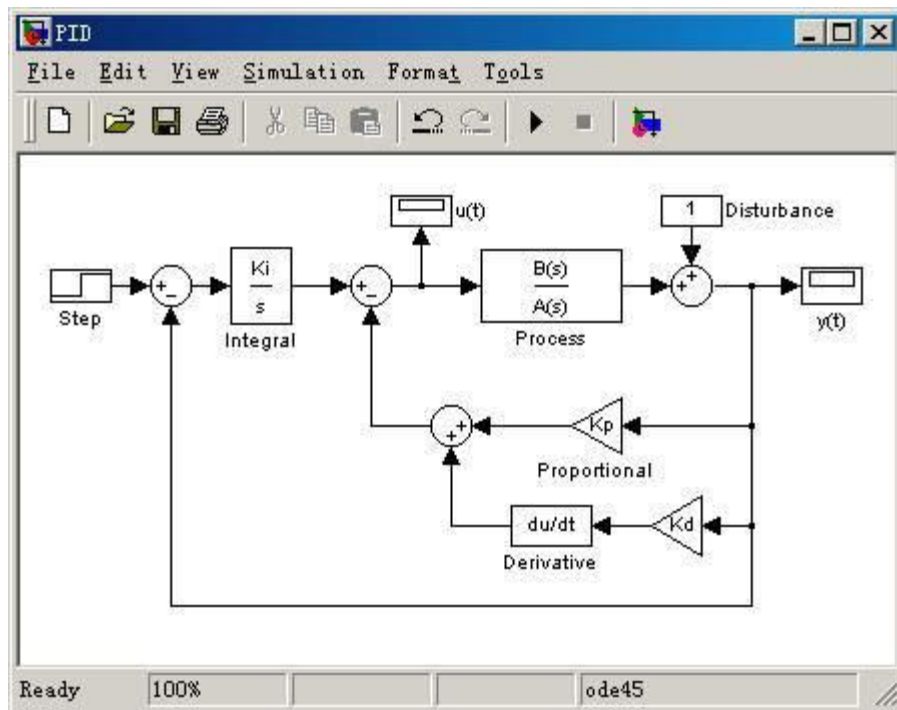 PID
File Edit View Simulation Format Tools
u(t)
1 Disturbance
+ - Ki
s
+ -
B(s)
A(s)
+ +
Step
Integral
Process
y(t)
+ +
Kp
Proportional
du/dt
Kd
Derivative
Ready 100% ode45